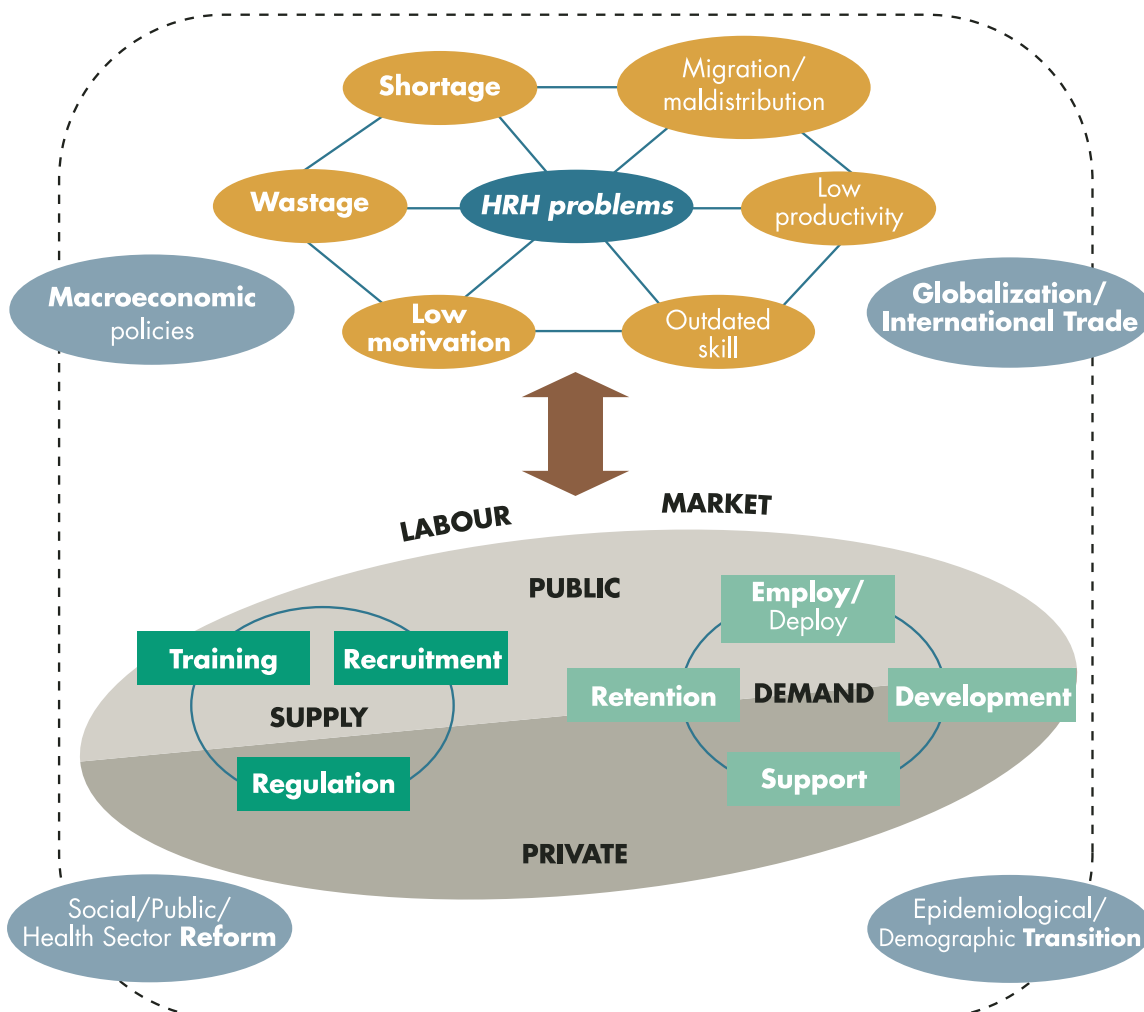 Shortage
Migration/
maldistribution
Wastage
HRH problems
Low
productivity
Macroeconomic
policies
Globalization/
International Trade
Low
motivation
Outdated
skill
LABOUR
MARKET
PUBLIC
Employ/
Deploy
Training
Recruitment
Retention
DEMAND
Development
SUPPLY
Regulation
Support
PRIVATE
Social/Public/
Health Sector Reform
Epidemiological/
Demographic Transition